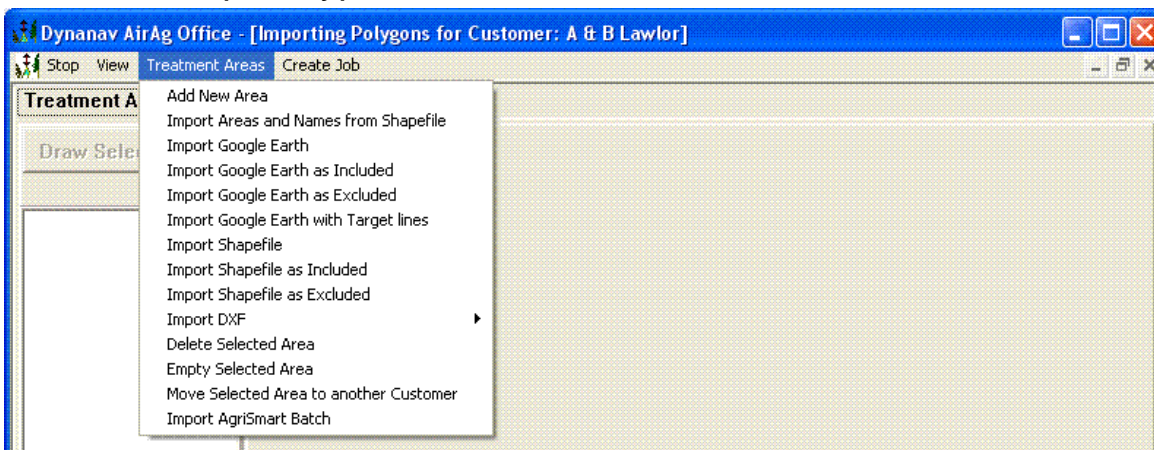 Dynanav AirAg Office - [Importing Polygons for Customer: A & B Lawlor]
Stop View Treatment Areas Create Job
Treatment A
Draw Sele
Add New Area
Import Areas and Names from Shapefile
Import Google Earth
Import Google Earth as Included
Import Google Earth as Excluded
Import Google Earth with Target lines
Import Shapefile
Import Shapefile as Included
Import Shapefile as Excluded
Import DXF
Delete Selected Area
Empty Selected Area
Move Selected Area to another Customer
Import AgriSmart Batch